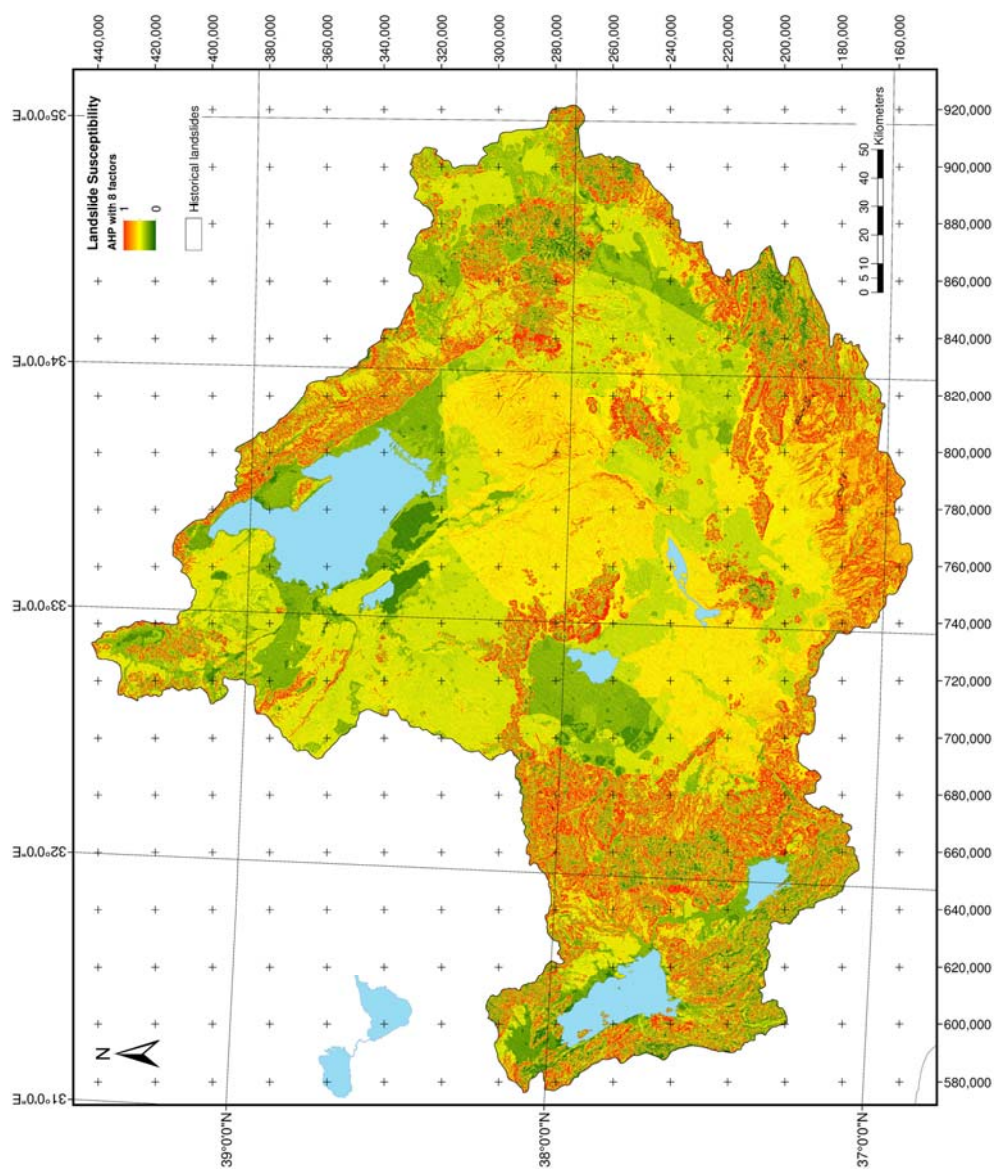 Landslide Susceptibility
AHP with 8 factors
1
0
Historical landslides
N
0 5 10 20 30 40 50
Kilometers
31°0'0"E
32°0'0"E
33°0'0"E
34°0'0"E
35°0'0"E
440,000
420,000
400,000
380,000
360,000
340,000
320,000
300,000
280,000
260,000
240,000
220,000
200,000
180,000
160,000
39°0'0"N
38°0'0"N
37°0'0"N
580,000
600,000
620,000
640,000
660,000
680,000
700,000
720,000
740,000
760,000
780,000
800,000
820,000
840,000
860,000
880,000
900,000
920,000